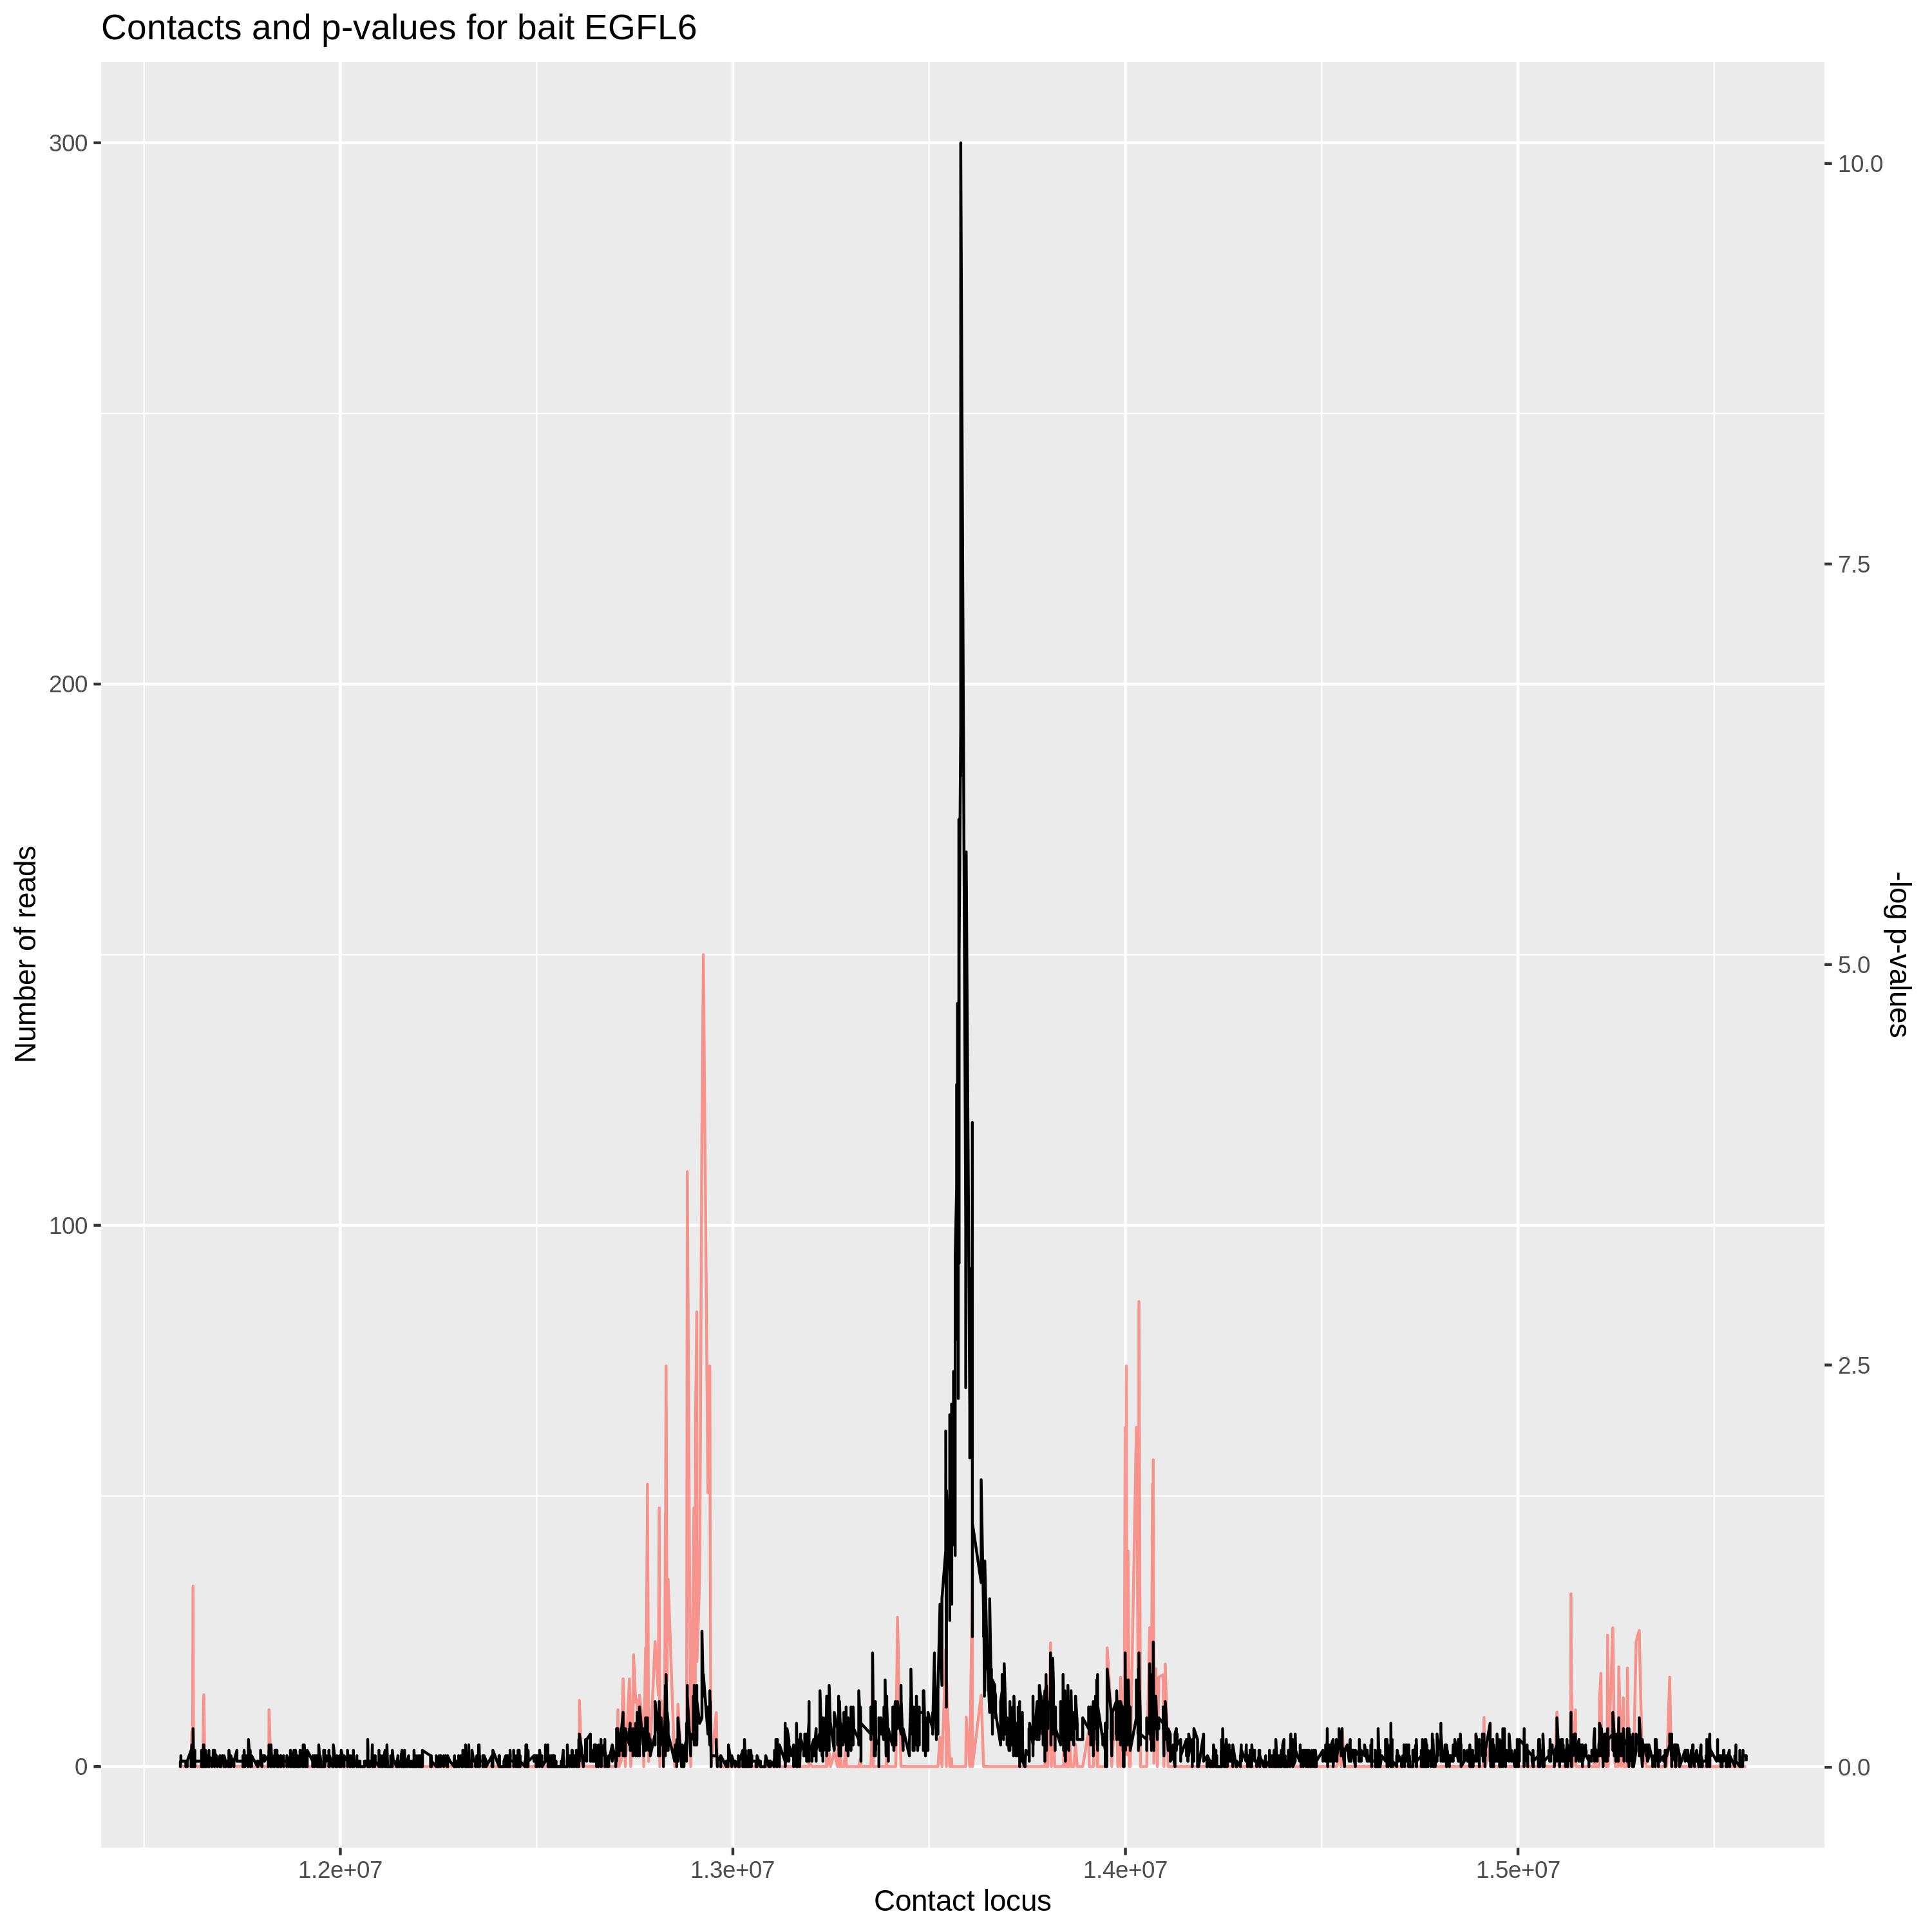 Contacts and p-values for bait EGFL6
300
200
100
0
Number of reads
10.0
7.5
5.0
2.5
0.0
-log p-values
1.2e+07
1.3e+07
1.4e+07
1.5e+07
Contact locus